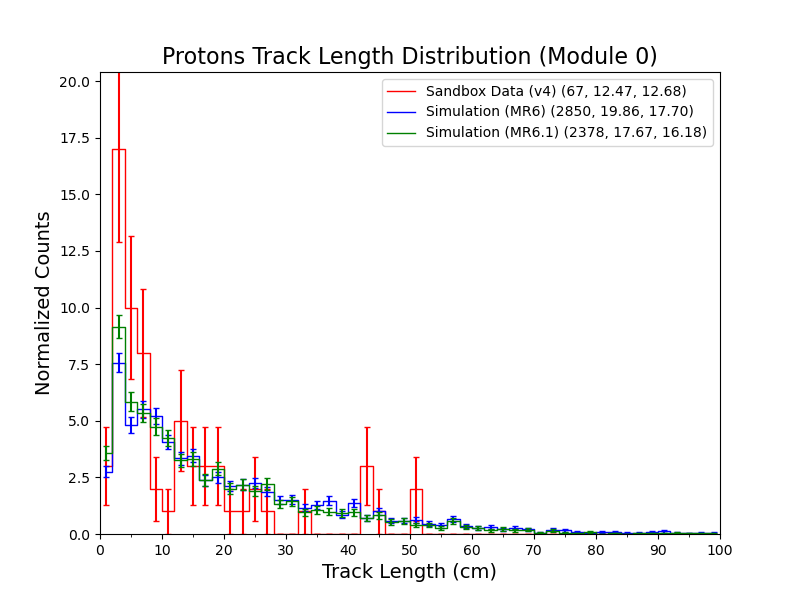 Protons Track Length Distribution (Module 0)
Sandbox Data (v4) (67, 12.47, 12.68)
Simulation (MR6) (2850, 19.86, 17.70)
Simulation (MR6.1) (2378, 17.67, 16.18)
Normalized Counts
20.0
17.5
15.0
12.5
10.0
7.5
5.0
2.5
0.0
0 10 20 30 40 50 60 70 80 90 100
Track Length (cm)